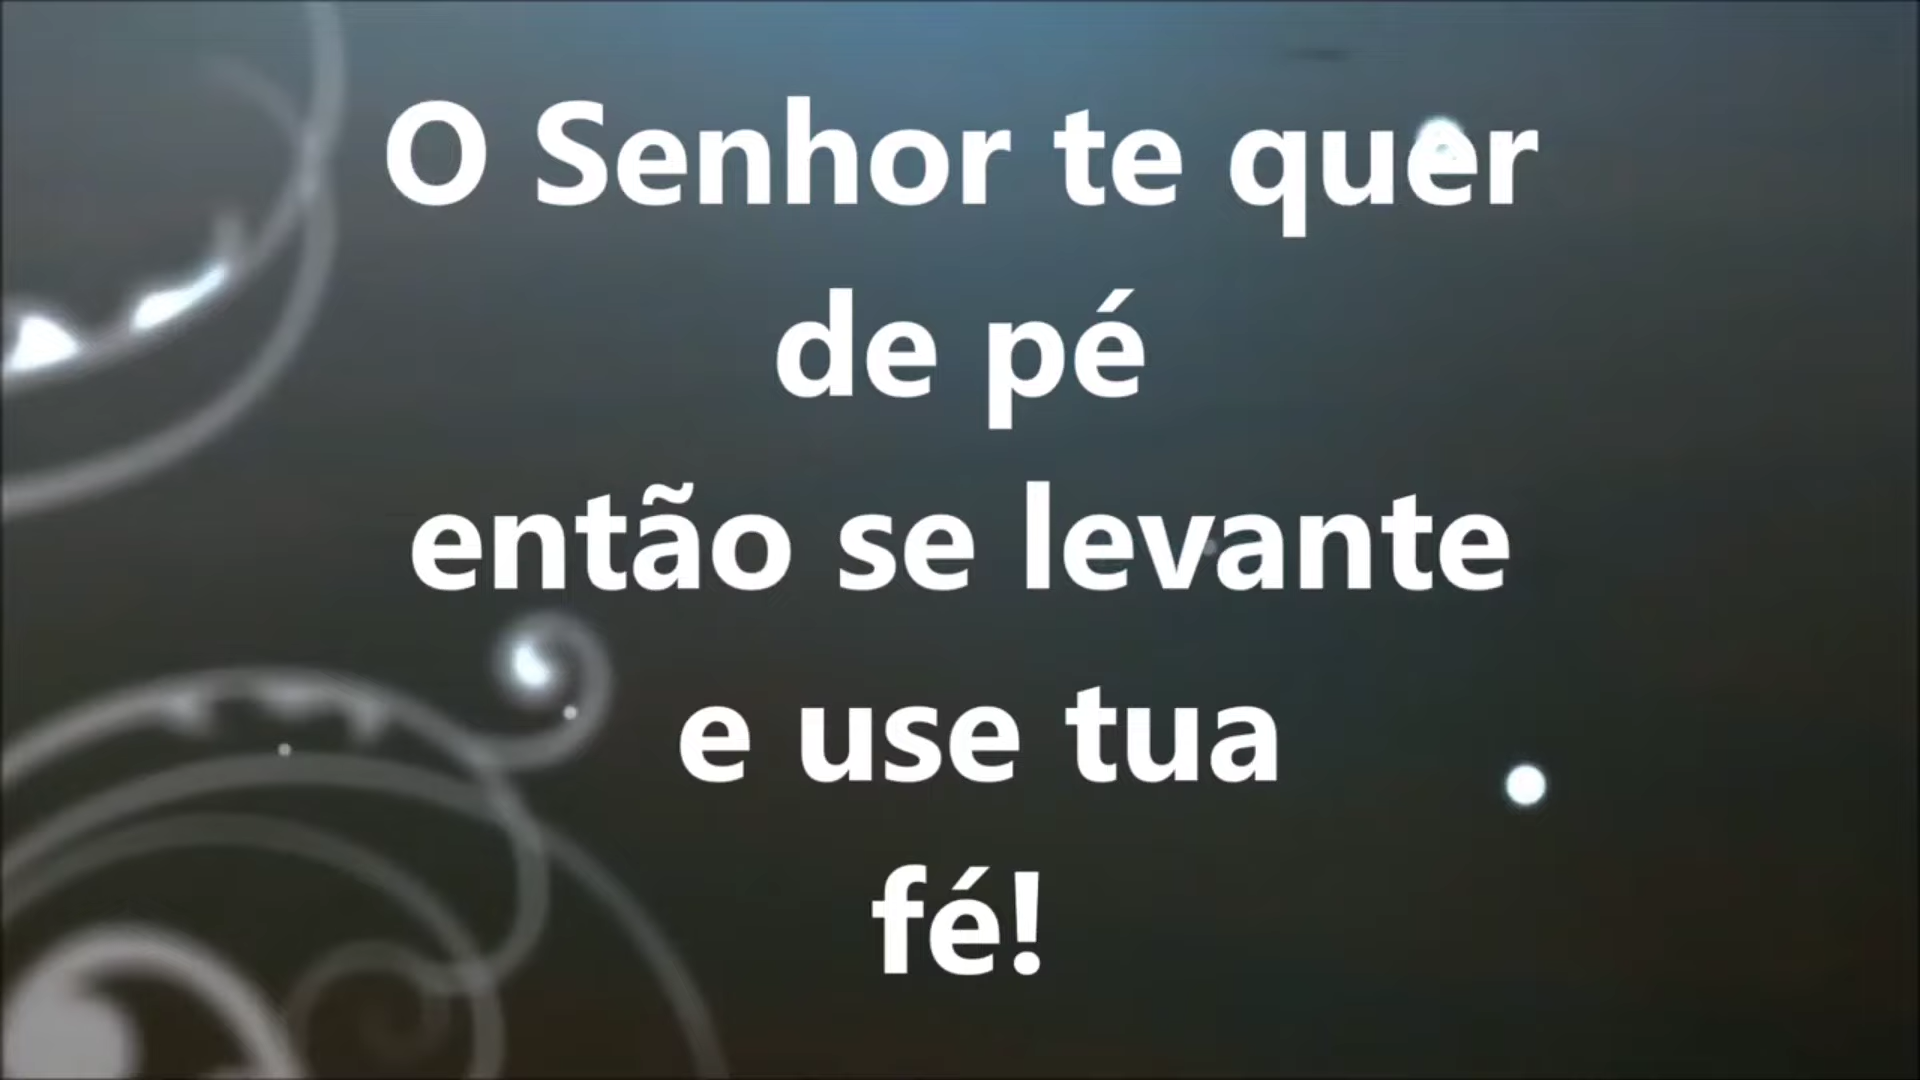 O Senhor te quer
de pé
então se levante
e use tua
fé!